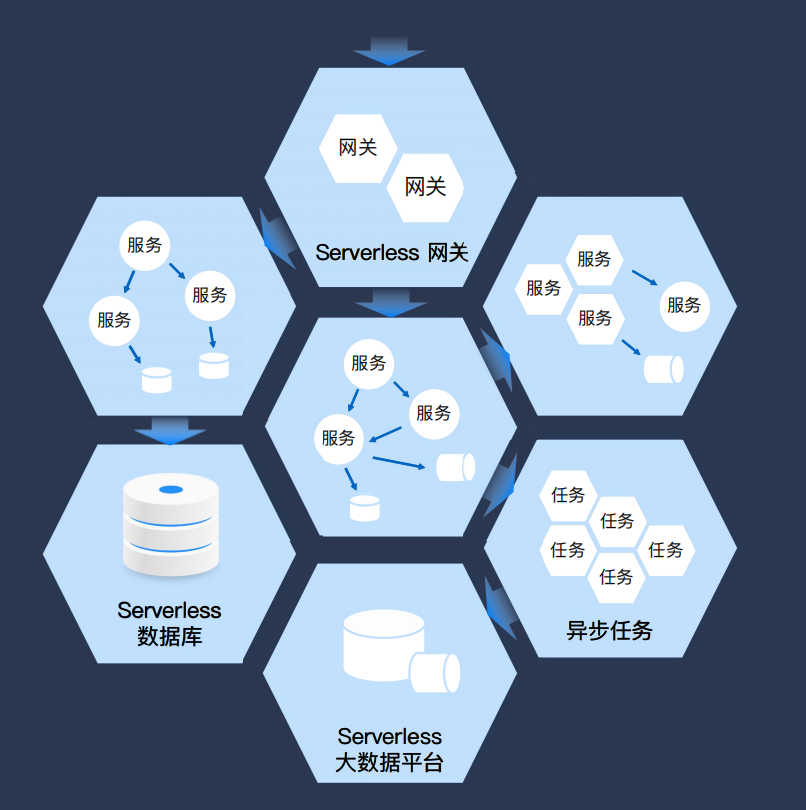 网关
网关
Serverless 网关
服务
服务
服务
服务
服务
服务
服务
服务
服务
服务
Serverless
数据库
任务
任务
任务
任务
任务
异步任务
Serverless
大数据平台